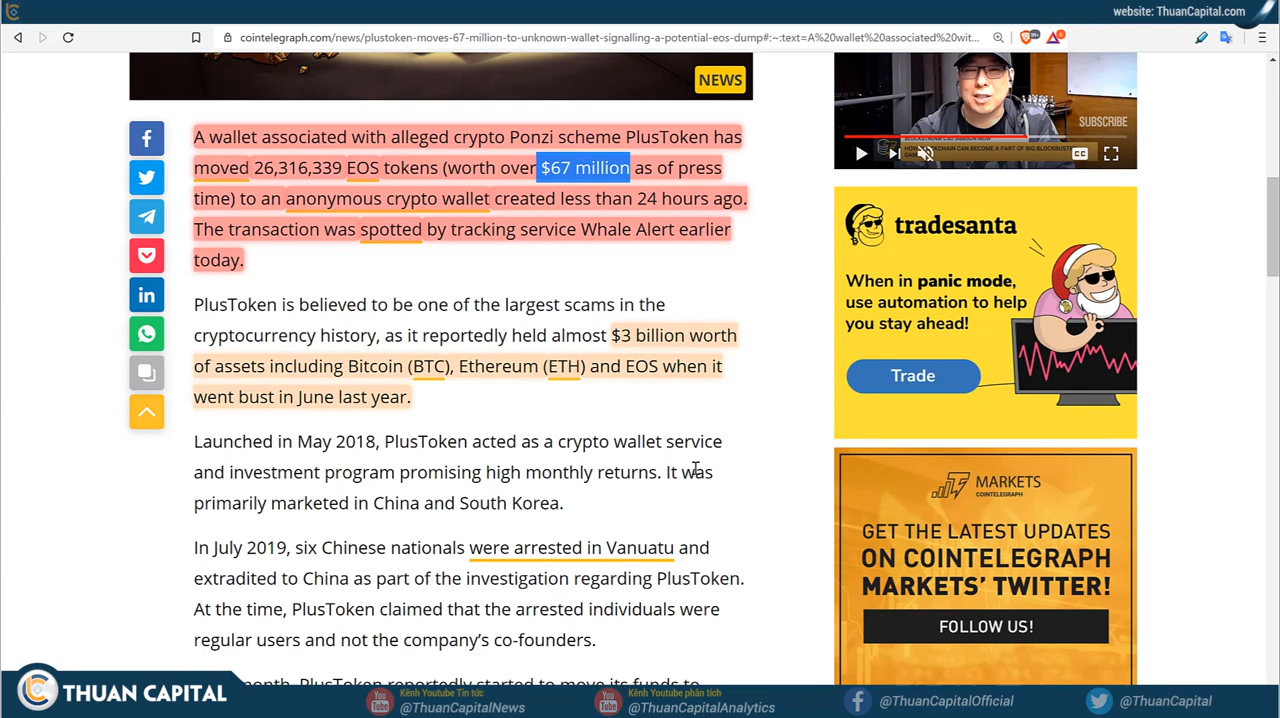 website: ThuanCapital.com
cointelegraph.com/news/plustoken-moves-67-million-to-unknown-wallet-signalling-a-potential-eos-dump#:~:text=A%20wallet%20associated%20wit...
NEWS
A wallet associated with alleged crypto Ponzi scheme PlusToken has
moved 26,316,339 EOS tokens (worth over $67 million as of press
time) to an anonymous crypto wallet created less than 24 hours ago.
The transaction was spotted by tracking service Whale Alert earlier
today.
PlusToken is believed to be one of the largest scams in the
cryptocurrency history, as it reportedly held almost $3 billion worth
of assets including Bitcoin (BTC), Ethereum (ETH) and EOS when it
went bust in June last year.
Launched in May 2018, PlusToken acted as a crypto wallet service
and investment program promising high monthly returns. It was
primarily marketed in China and South Korea.
In July 2019, six Chinese nationals were arrested in Vanuatu and
extradited to China as part of the investigation regarding PlusToken.
At the time, PlusToken claimed that the arrested individuals were
regular users and not the company's co-founders.
SUBSCRIBE
CC
tradesanta
When in panic mode,
use automation to help
you stay ahead!
Trade
MARKETS
COINTELEGRAPH
GET THE LATEST UPDATES
ON COINTELEGRAPH
MARKETS' TWITTER!
FOLLOW US!
THUAN CAPITAL
Kênh Youtube Tin tức
@ThuanCapitalNews
Kênh Youtube phân tích
@ThuanCapitalAnalytics
@ThuanCapitalOfficial
@ThuanCapital